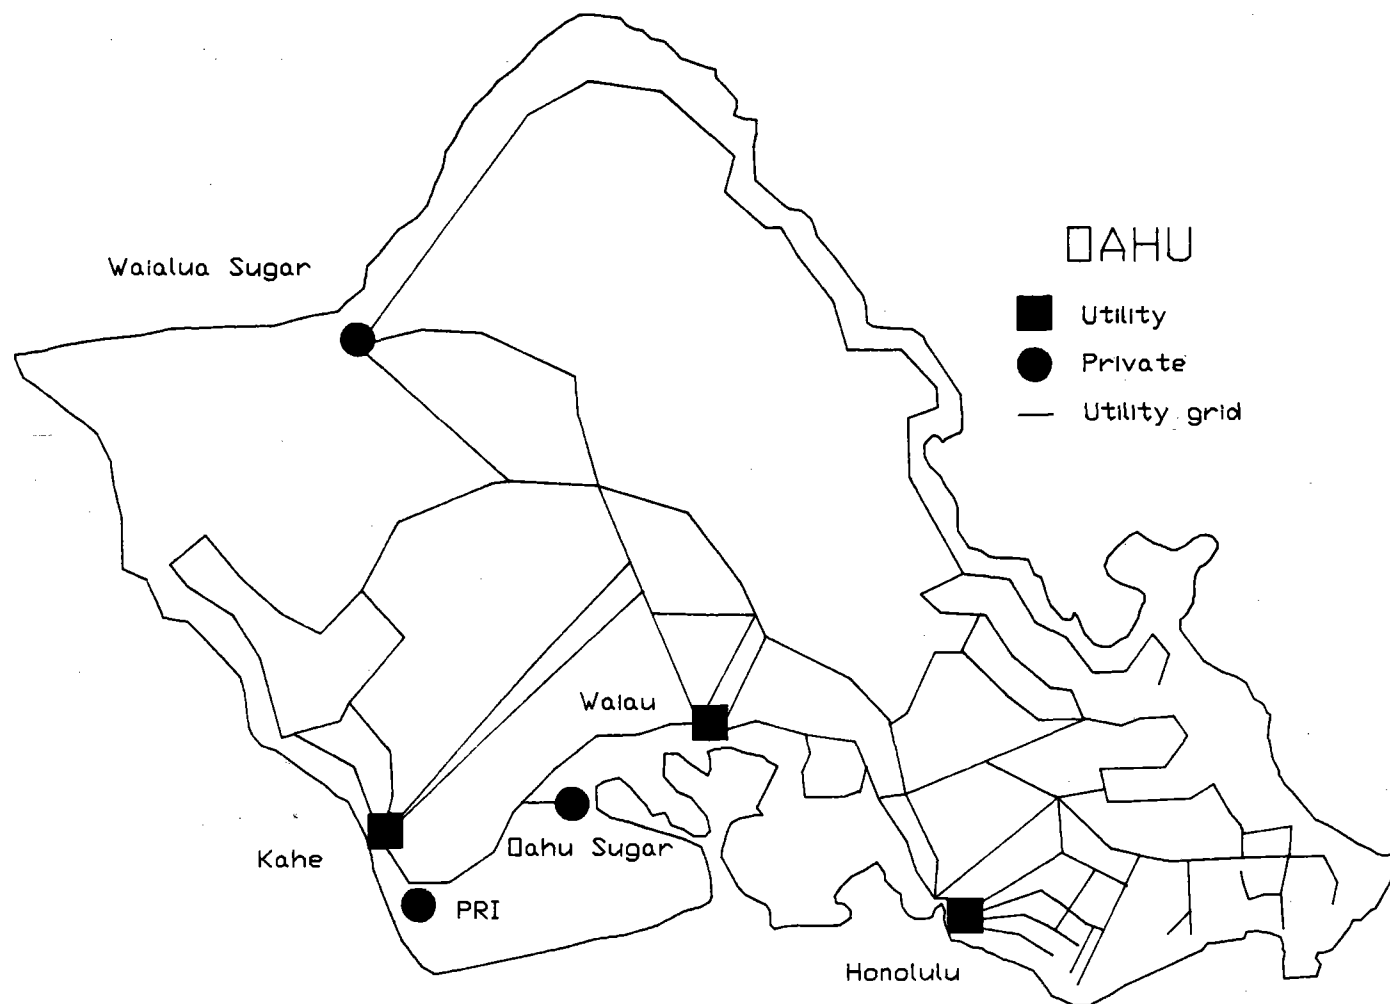 OAHU
Waialua Sugar
Utility
Private
Utility grid
Waiau
Oahu Sugar
Kahe
PRI
Honolulu